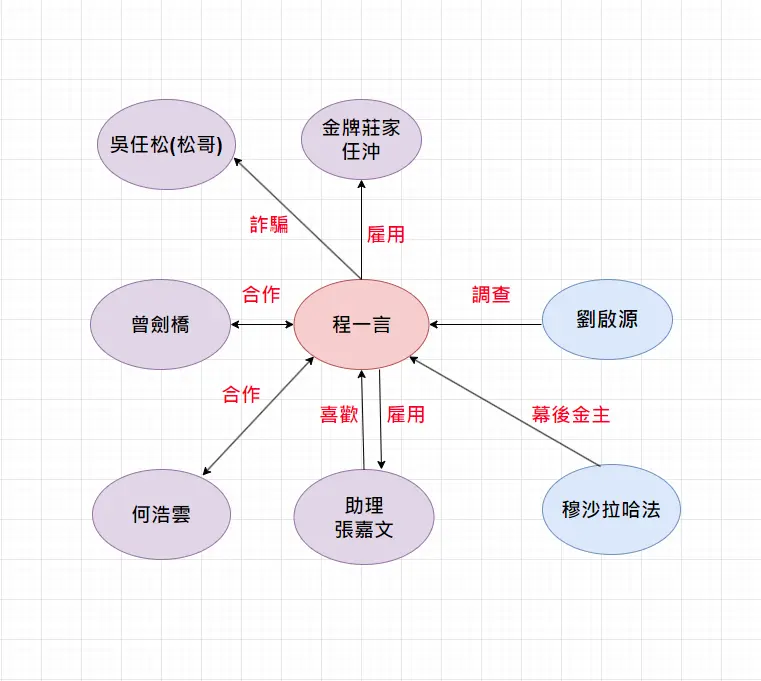 吳任松(松哥)
金牌莊家
任沖
詐騙
雇用
曾劍橋
合作
程一言
調查
劉啟源
合作
喜歡
雇用
幕後金主
何浩雲
助理
張嘉文
穆沙拉哈法